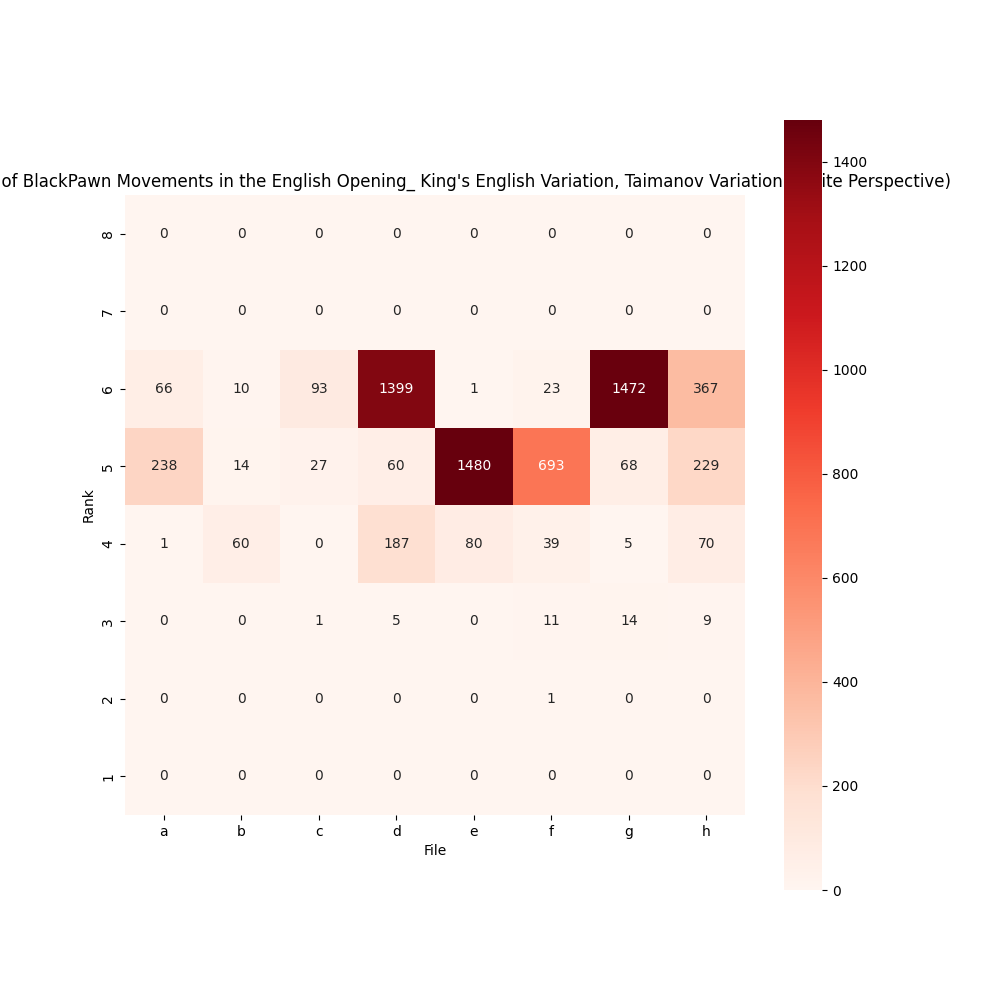 of BlackPawn Movements in the English Opening_ King's English Variation, Taimanov Variation ite Perspective)
1400
1200
1000
800
600
400
200
0
8 0 0 0 0 0 0 0 0
7 0 0 0 0 0 0 0 0
6 66 10 93 1399 1 23 1472 367
5 238 14 27 60 1480 693 68 229
Rank
4 1 60 0 187 80 39 5 70
3 0 0 1 5 0 11 14 9
2 0 0 0 0 0 1 0 0
1 0 0 0 0 0 0 0 0
a b c d e f g h
File